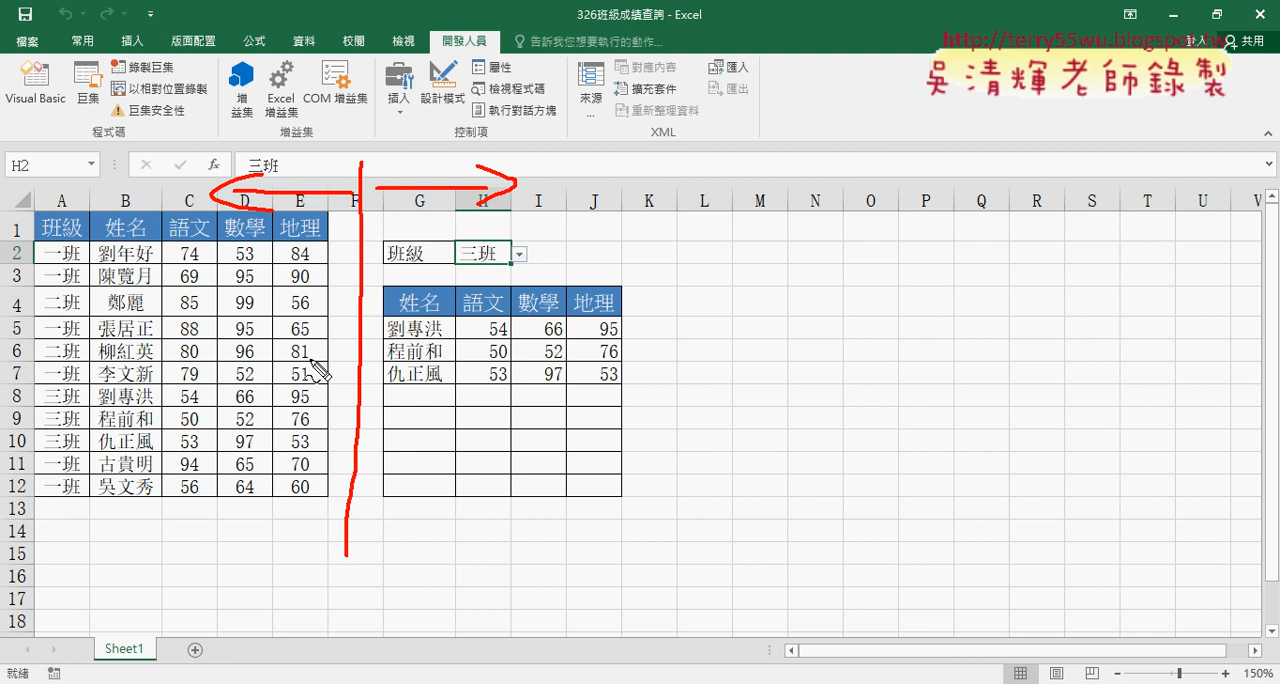 326班級成績查詢 - Excel
檔案 常用 插入 版面配置 公式 資料 校閱 檢視 開發人員 告訴我您想要執行的動作... 登入 共用
http://terry55wu.blogspot.tw
吳清輝老師錄製
Visual Basic 巨集 錄製巨集 以相對位置錄製 巨集安全性
增益集 Excel 增益集 COM 增益集
插入 設計模式 屬性 檢視程式碼 執行對話方塊
來源... 對應內容 擴充套件 重新整理資料 匯入 匯出
程式碼 增益集 控制項 XML
H2 fx 三班
A B C D E F G H I J K L M N O P Q R S T U V
1 班級 姓名 語文 數學 地理
2 一班 劉年好 74 53 84 班級 三班
3 一班 陳覽月 69 95 90
4 二班 鄭麗 85 99 56 姓名 語文 數學 地理
5 一班 張居正 88 95 65 劉專洪 54 66 95
6 二班 柳紅英 80 96 81 程前和 50 52 76
7 一班 李文新 79 52 51 仇正風 53 97 53
8 三班 劉專洪 54 66 95
9 三班 程前和 50 52 76
10 三班 仇正風 53 97 53
11 一班 古貴明 94 65 70
12 一班 吳文秀 56 64 60
13
14
15
16
17
18
Sheet1
就緒 150%